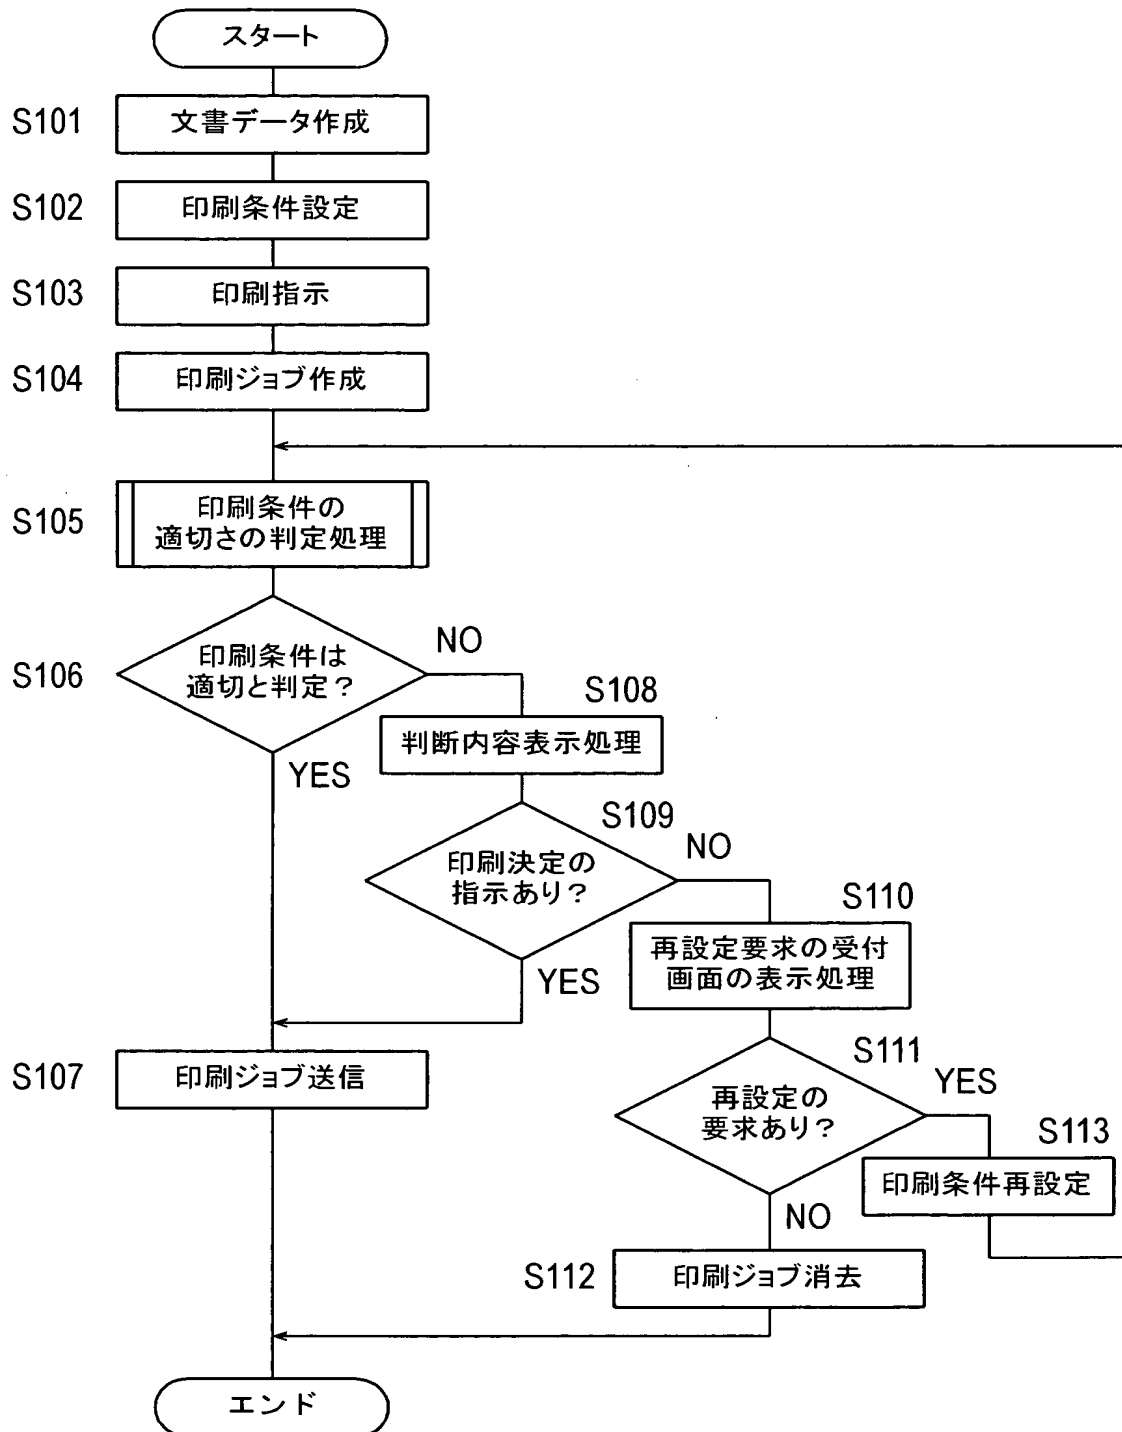 スタート
S101
文書データ作成
S102
印刷条件設定
S103
印刷指示
S104
印刷ジョブ作成
S105
印刷条件の
適切さの判定処理
S106
印刷条件は
適切と判定？
NO
YES
S108
判断内容表示処理
S109
印刷決定の
指示あり？
NO
YES
S110
再設定要求の受付
画面の表示処理
S107
印刷ジョブ送信
S111
再設定の
要求あり？
YES
NO
S113
印刷条件再設定
S112
印刷ジョブ消去
エンド